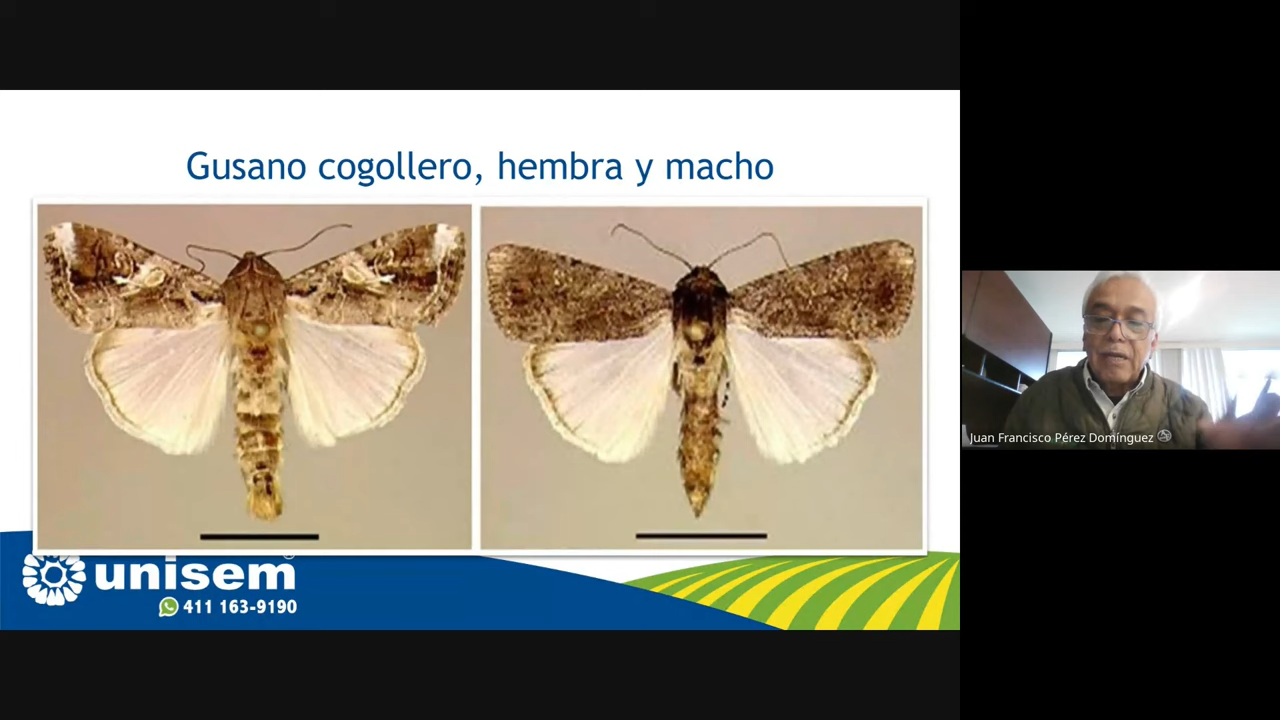 Gusano cogollero, hembra y macho
unisem
411 163-9190
Juan Francisco Pérez Domínguez